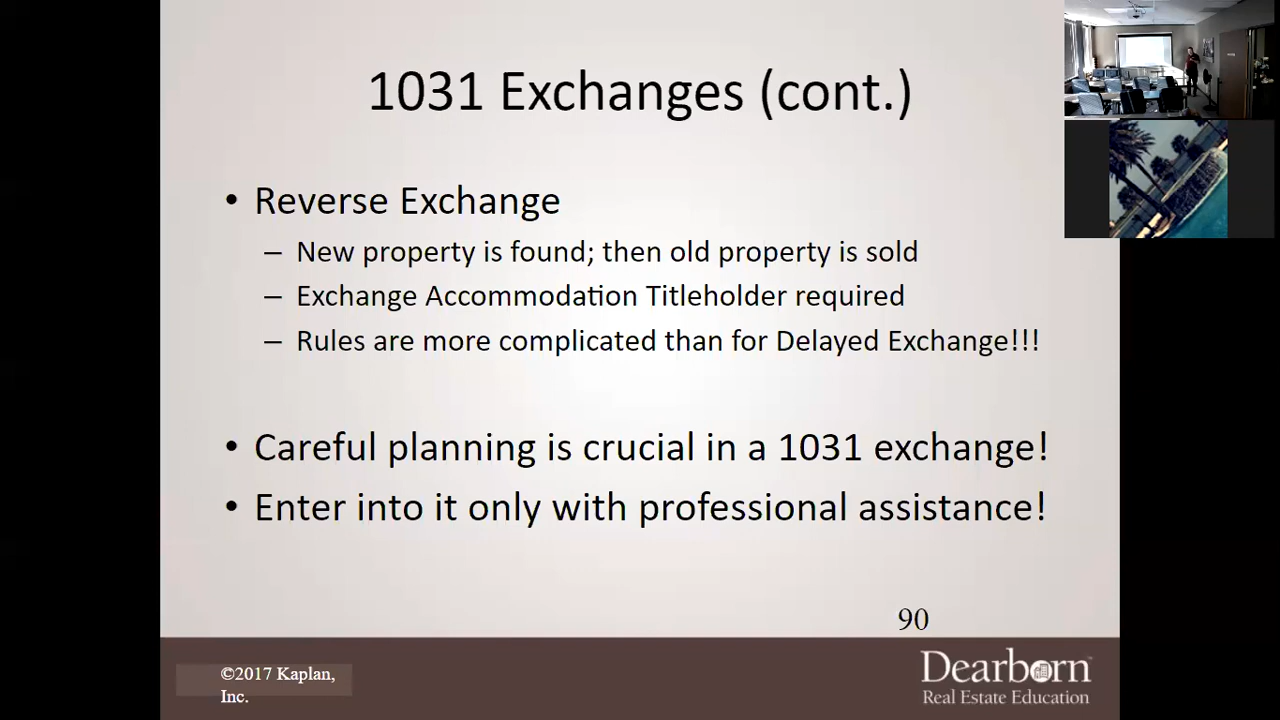 1031 Exchanges (cont.)
• Reverse Exchange
– New property is found; then old property is sold
– Exchange Accommodation Titleholder required
– Rules are more complicated than for Delayed Exchange!!!
• Careful planning is crucial in a 1031 exchange!
• Enter into it only with professional assistance!
90
©2017 Kaplan,
Inc.
Dearborn
Real Estate Education